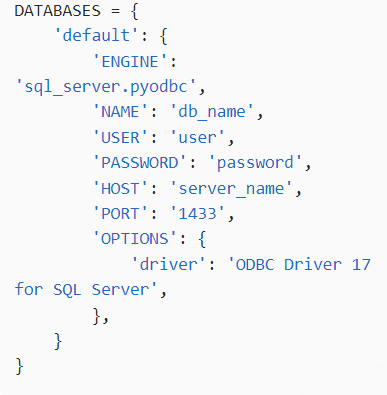 DATABASES = {
    'default': {
        'ENGINE':
'sql_server.pyodbc',
        'NAME': 'db_name',
        'USER': 'user',
        'PASSWORD': 'password',
        'HOST': 'server_name',
        'PORT': '1433',
        'OPTIONS': {
            'driver': 'ODBC Driver 17
for SQL Server',
        },
    }
}